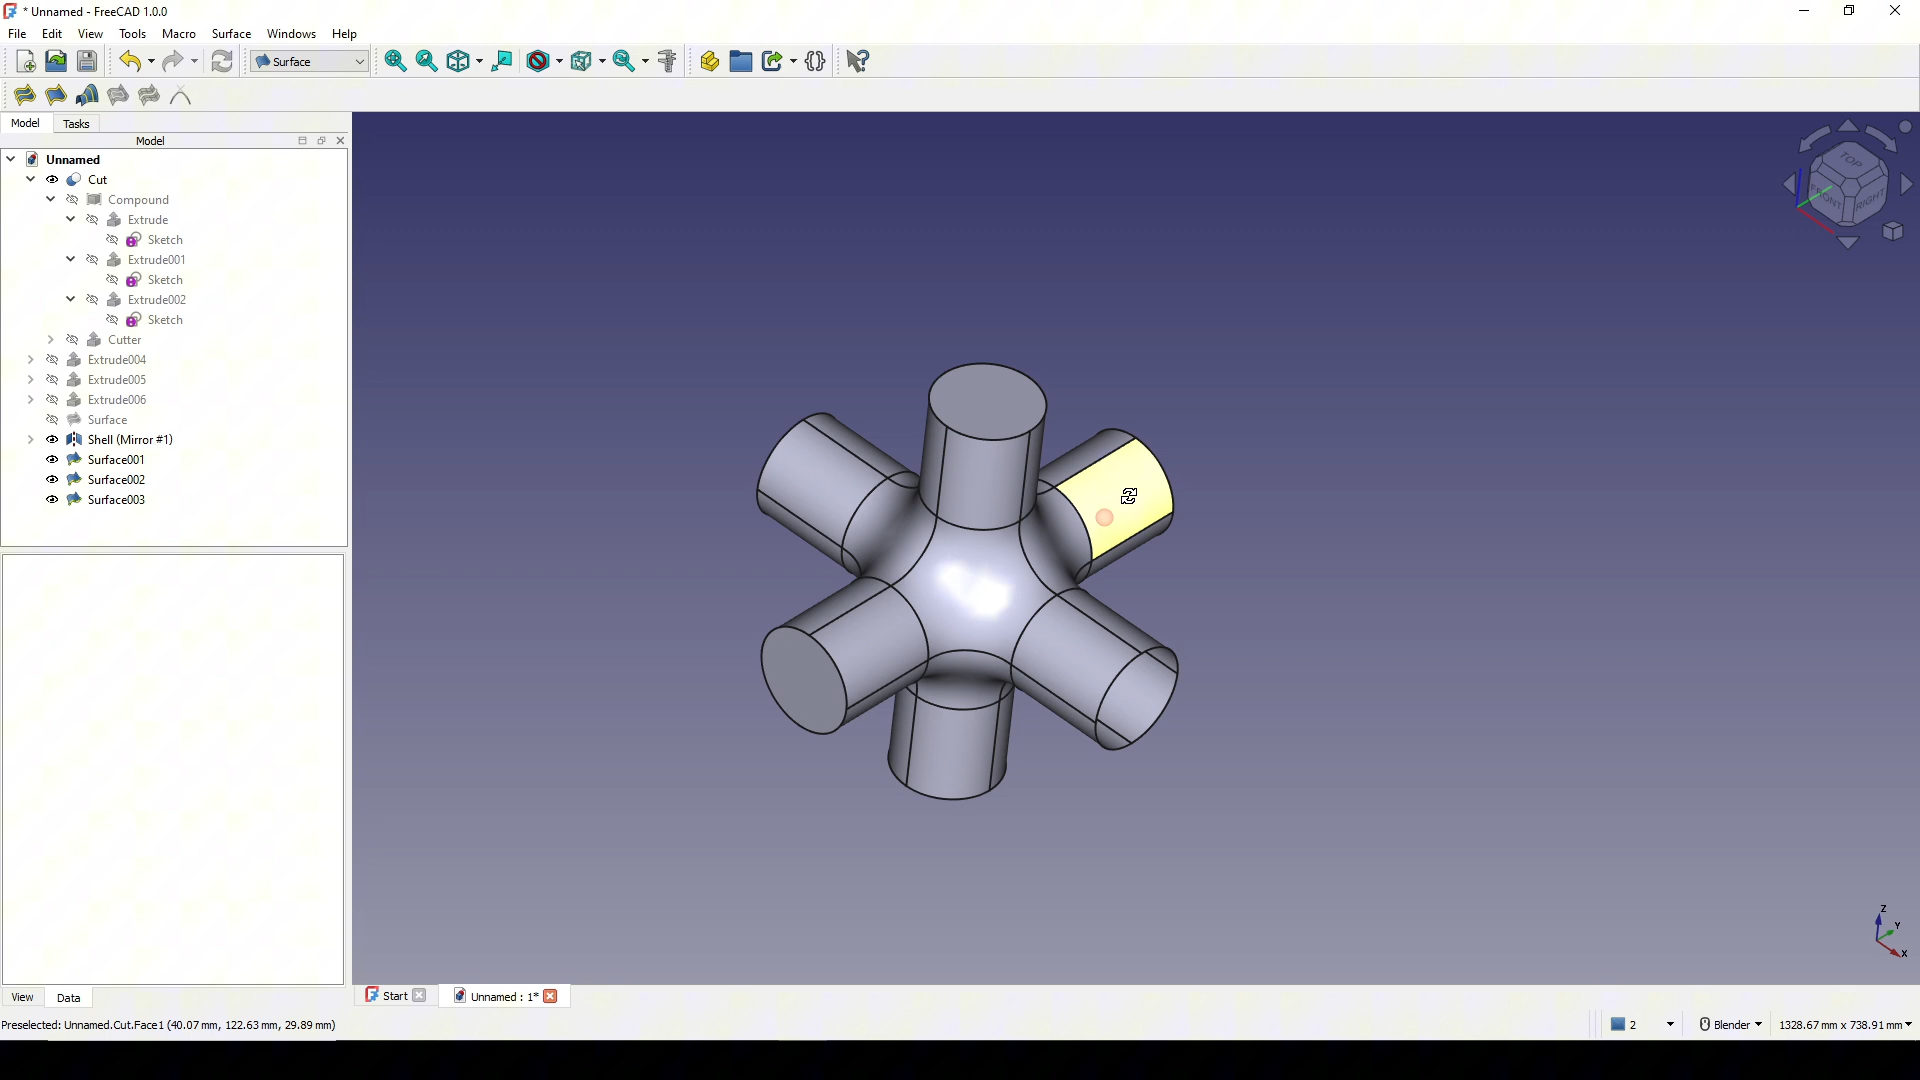 * Unnamed - FreeCAD 1.0.0
File Edit View Tools Macro Surface Windows Help
Surface
Model Tasks
Model
Unnamed
Cut
Compound
Extrude
Sketch
Extrude001
Sketch
Extrude002
Sketch
Cutter
Extrude004
Extrude005
Extrude006
Surface
Shell (Mirror #1)
Surface001
Surface002
Surface003
TOP
FRONT RIGHT
Z
Y
X
View Data
Start Unnamed : 1*
Preselected: Unnamed.Cut.Face1 (40.07 mm, 122.63 mm, 29.89 mm)
2 Blender 1328.67 mm x 738.91 mm